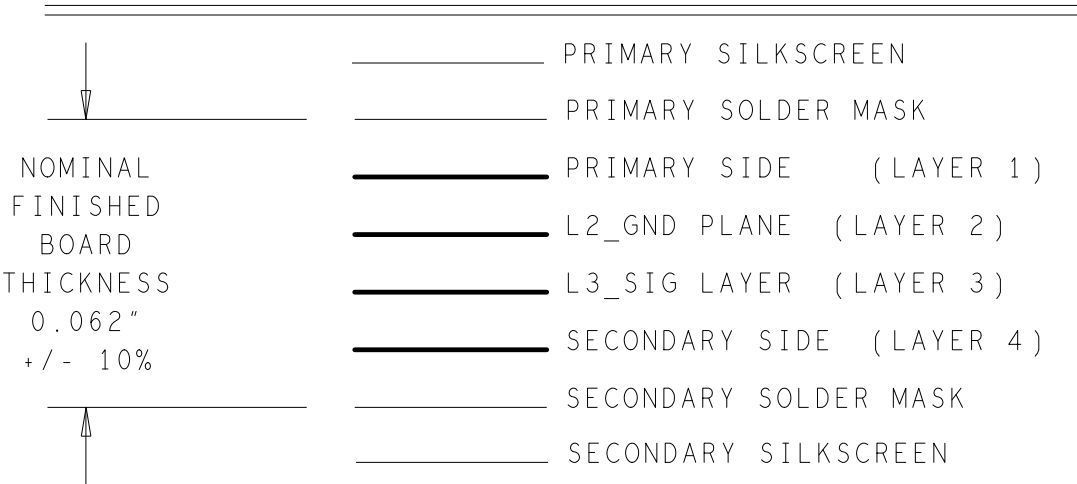 PRIMARY SILKSCREEN
PRIMARY SOLDER MASK
PRIMARY SIDE (LAYER 1)
L2_GND PLANE (LAYER 2)
L3_SIG LAYER (LAYER 3)
SECONDARY SIDE (LAYER 4)
SECONDARY SOLDER MASK
SECONDARY SILKSCREEN
NOMINAL
FINISHED
BOARD
THICKNESS
0.062"
+/- 10%